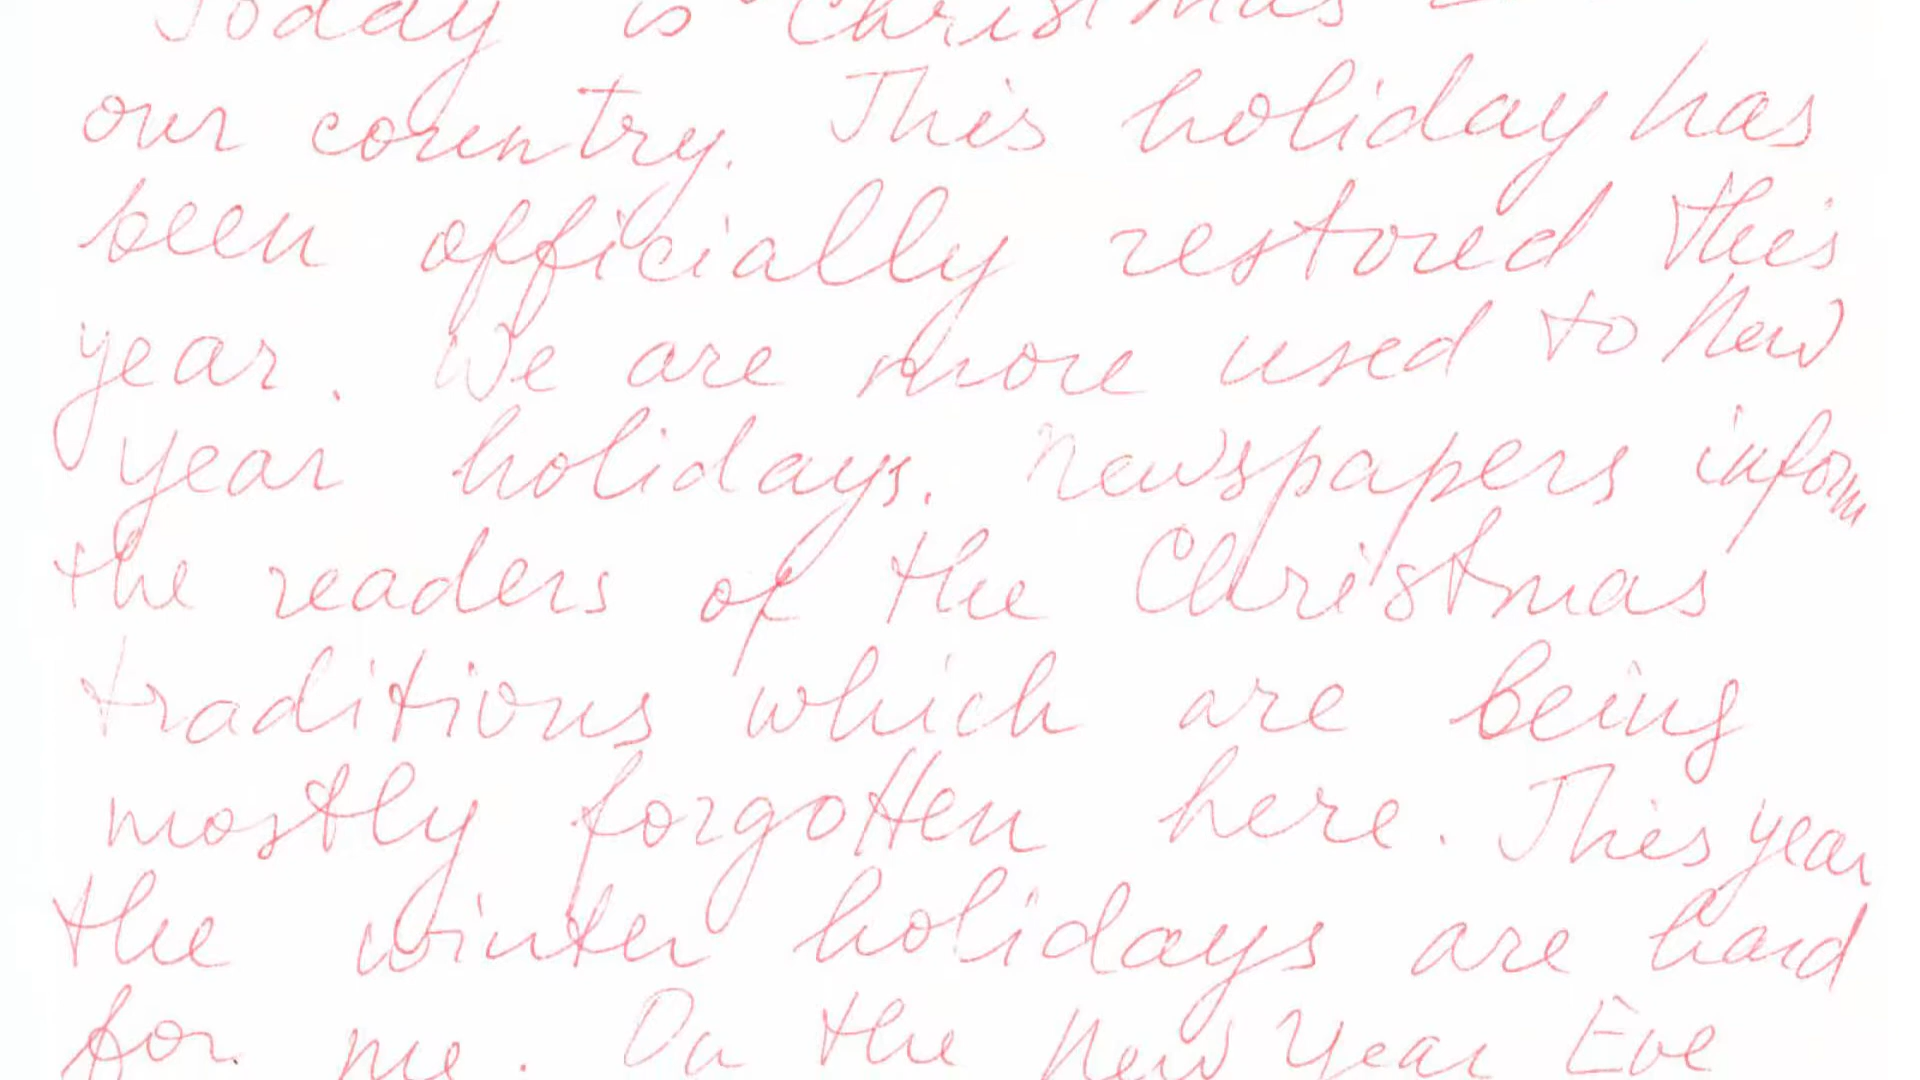 Today is Christmas
our country. This holiday has
been officially restored this
year. We are more used to New
year holidays. Newspapers inform
the readers of the Christmas
traditions which are being
mostly forgotten here. This year
the winter holidays are hard
for me. On the New Year Eve